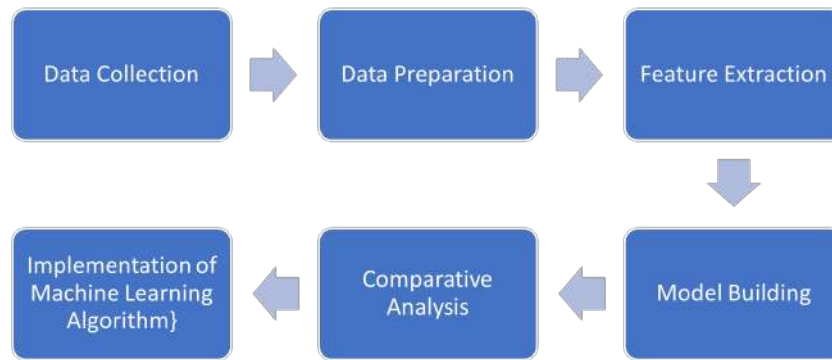 Data Collection
Data Preparation
Feature Extraction
Model Building
Comparative
Analysis
Implementation of
Machine Learning
Algorithm}